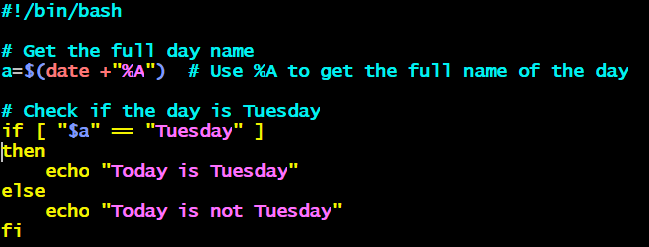 #!/bin/bash
# Get the full day name
a=$(date +"%A")  # Use %A to get the full name of the day
# Check if the day is Tuesday
if [ "$a" == "Tuesday" ]
then
    echo "Today is Tuesday"
else
    echo "Today is not Tuesday"
fi